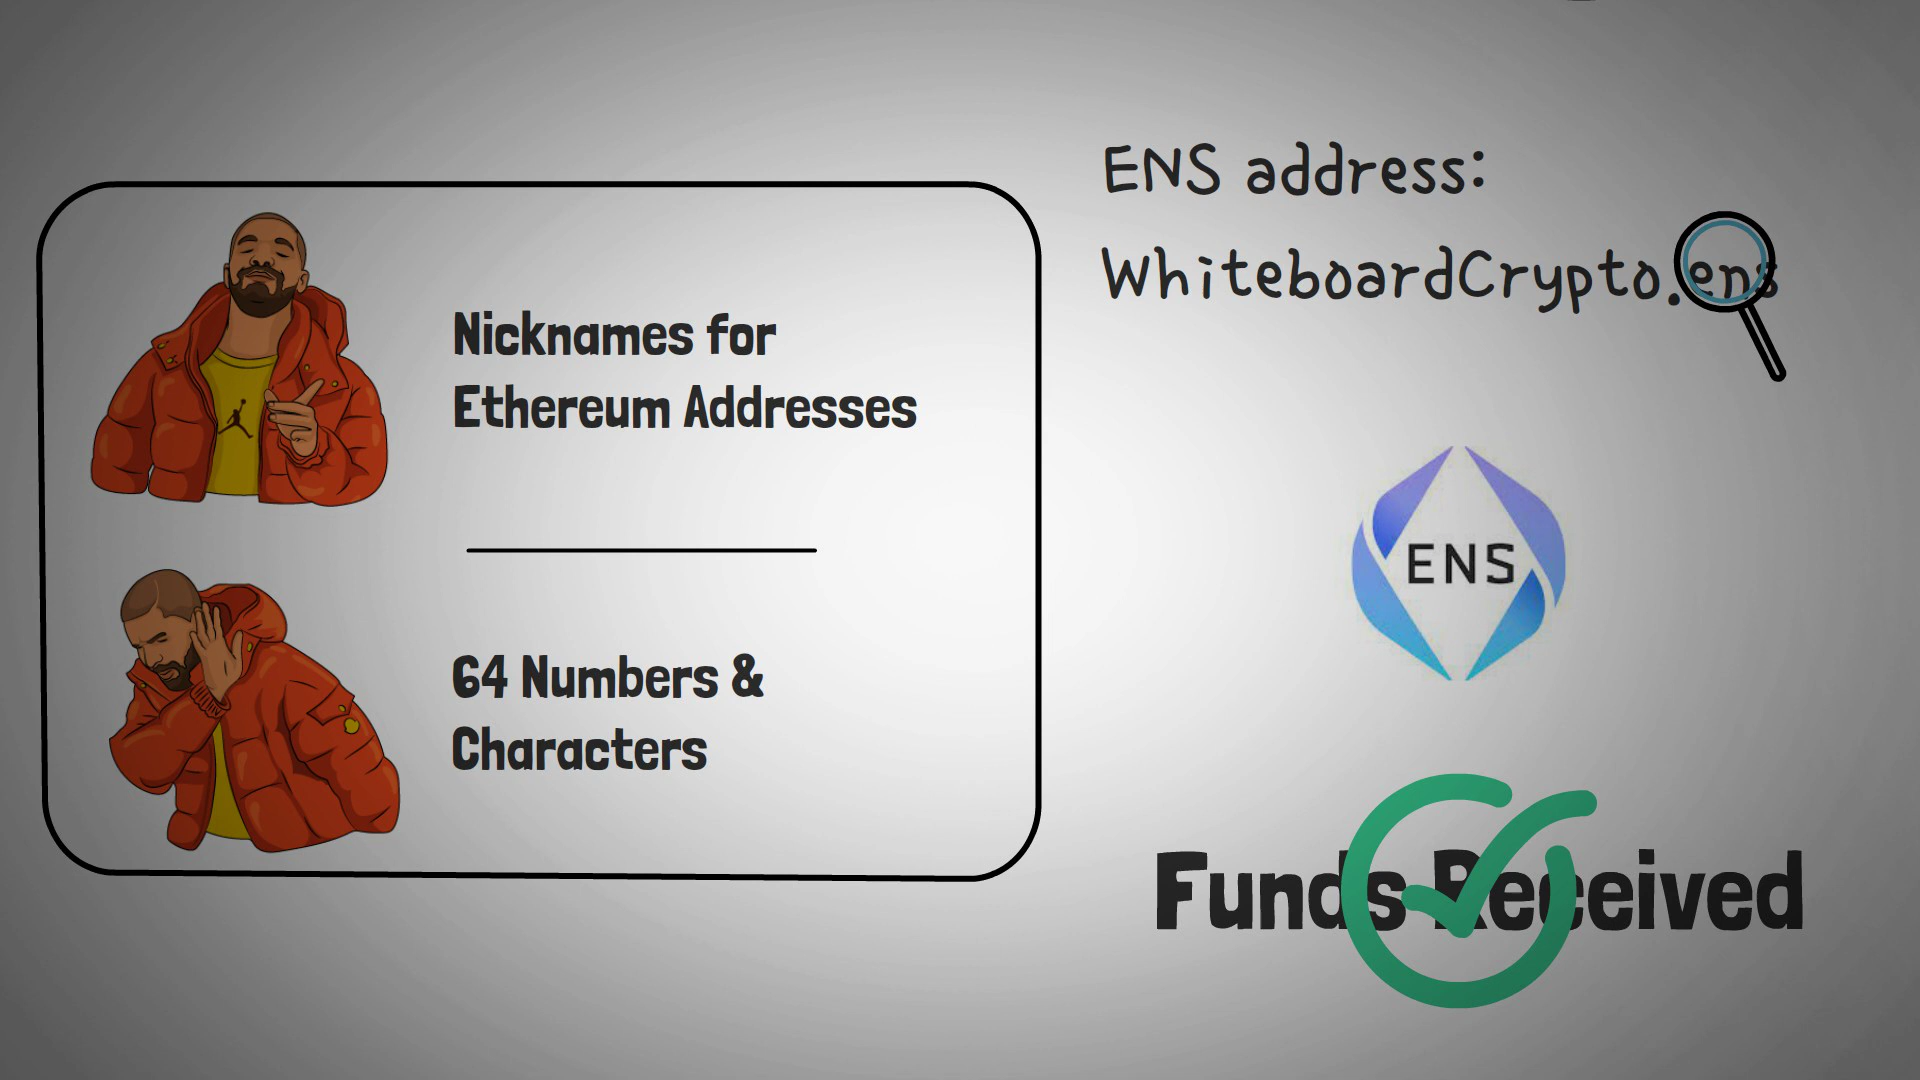 Nicknames for
Ethereum Addresses
64 Numbers &
Characters
ENS address:
WhiteboardCrypto.ens
ENS
Funds Received